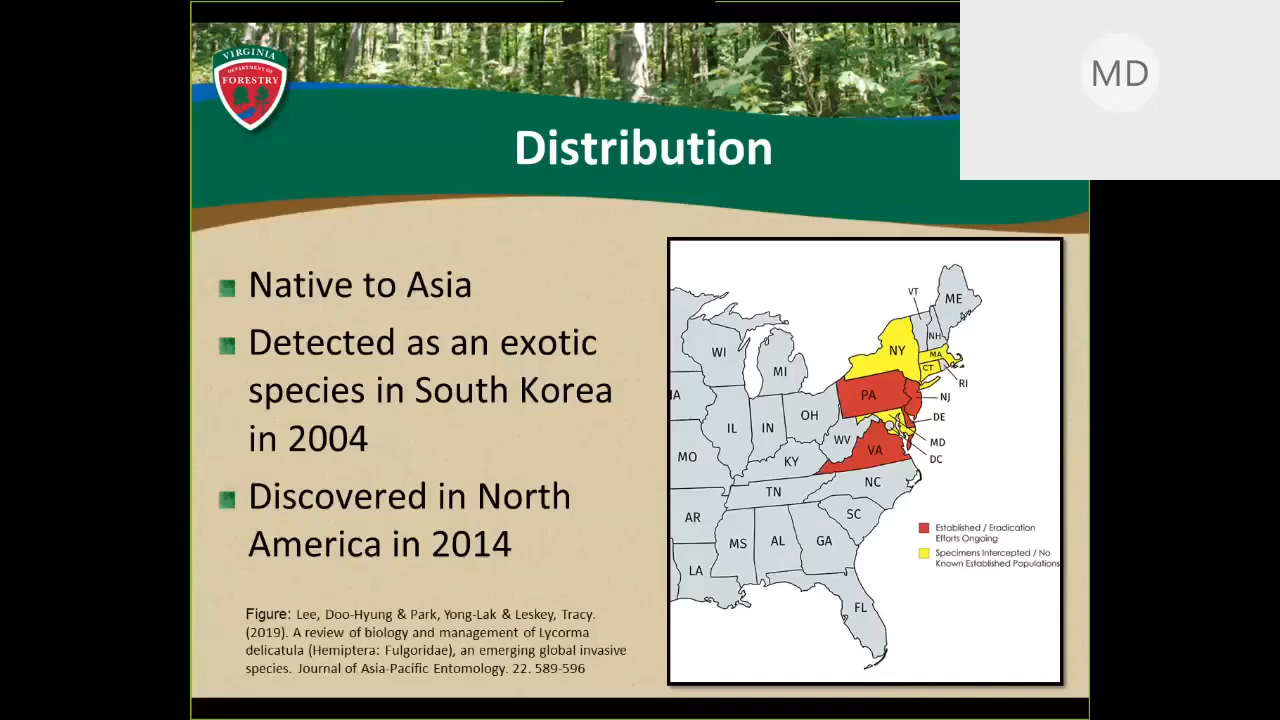 VIRGINIA
DEPARTMENT OF
FORESTRY
MD
Distribution
Native to Asia
Detected as an exotic
species in South Korea
in 2004
Discovered in North
America in 2014
Figure: Lee, Doo-Hyung & Park, Yong-Lak & Leskey, Tracy.
(2019). A review of biology and management of Lycorma
delicatula (Hemiptera: Fulgoridae), an emerging global invasive
species. Journal of Asia-Pacific Entomology. 22. 589-596
VT
ME
NH
WI
NY
MA
MI
CT
RI
IA
PA
NJ
OH
DE
IL
IN
WV
MD
VA
MO
KY
DC
NC
TN
AR
SC
MS
AL
GA
LA
FL
Established / Eradication
Efforts Ongoing
Specimens Intercepted / No
Known Established Populations